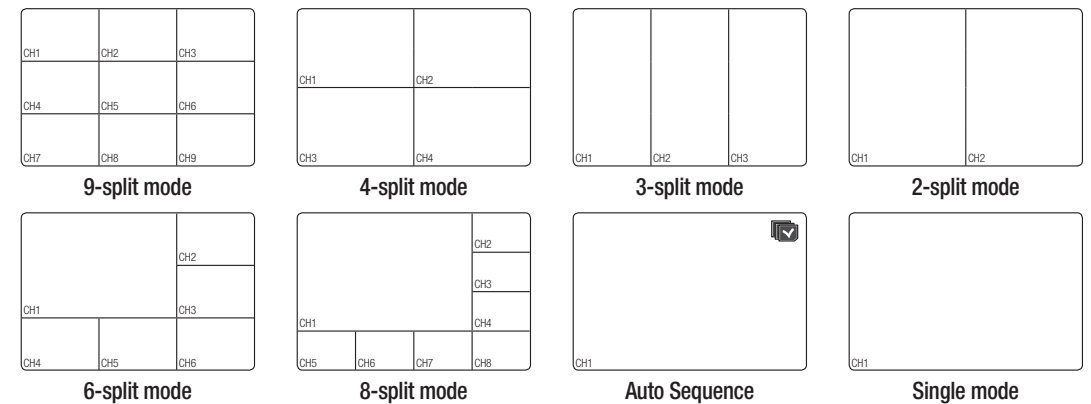 CH1 CH2 CH3
CH4 CH5 CH6
CH7 CH8 CH9
9-split mode
CH1 CH2
CH3 CH4
4-split mode
CH1 CH2 CH3
3-split mode
CH1 CH2
2-split mode
CH2
CH1 CH3
CH4 CH5 CH6
6-split mode
CH2
CH3
CH1 CH4
CH5 CH6 CH7 CH8
8-split mode
CH1
Auto Sequence
CH1
Single mode